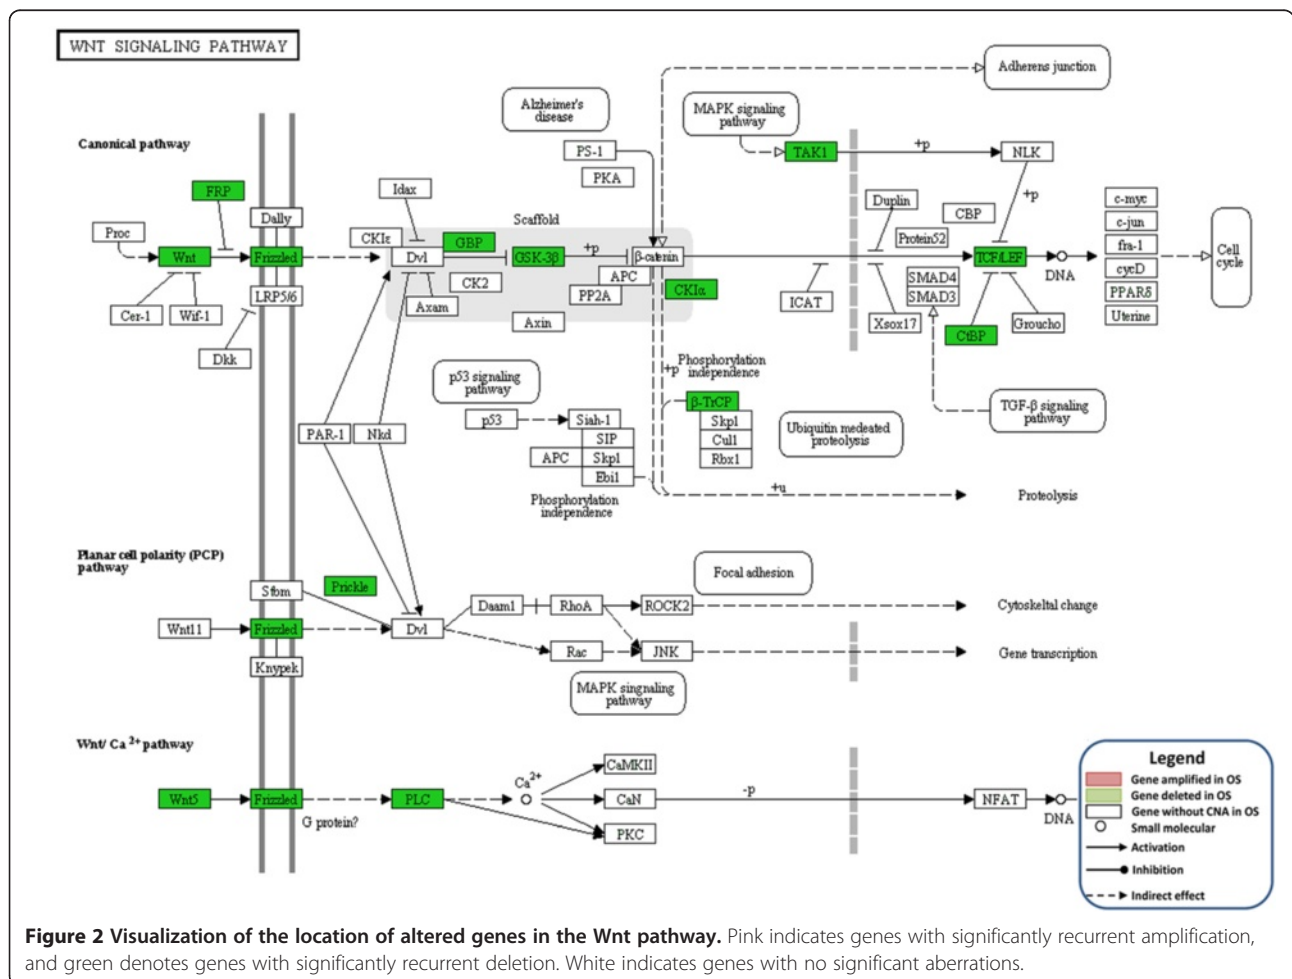 WNT SIGNALING PATHWAY
Adherens junction
Alzheimer's
disease
MAPK signaling
pathway
Canonical pathway
PS-1
PKA
TAK1
+p
NLK
+p
FRP
Idax
Scaffold
Duplin
CBP
c-myc
c-jun
fra-1
cycD
PPARδ
Uterine
Cell
cycle
Proc
Dally
CKIε
GBP
Protein52
Wnt
Frizzled
Dvl
GSK-3β
+p
β-catenin
TCF/LEF
DNA
LRP5/6
CK2
APC
PP2A
CKIα
SMAD4
SMAD3
Cer-1
Wif-1
Axam
Axin
ICAT
Xsox17
CtBP
Groucho
Dkk
p53 signaling
pathway
+p
Phosphorylation
independence
β-TrCP
Skp1
Cul1
Rbx1
Ubiquitin medeated
proteolysis
TGF-β signaling
pathway
PAR-1
Nkd
p53
Siah-1
SIP
APC
Skp1
Ebi1
Phosphorylation
independence
+u
Proteolysis
Planar cell polarity (PCP)
pathway
Stbm
Prickle
Focal adhesion
Wnt11
Frizzled
Dvl
Daam1
RhoA
ROCK2
Cytoskeltal change
Knypek
Rac
JNK
Gene transcription
MAPK singnaling
pathway
Wnt/ Ca 2+ pathway
Wnt5
Frizzled
G protein?
PLC
Ca2+
CaMKII
CaN
PKC
-p
NFAT
DNA
Legend
Gene amplified in OS
Gene deleted in OS
Gene without CNA in OS
Small molecular
Activation
Inhibition
Indirect effect
Figure 2 Visualization of the location of altered genes in the Wnt pathway. Pink indicates genes with significantly recurrent amplification,
and green denotes genes with significantly recurrent deletion. White indicates genes with no significant aberrations.